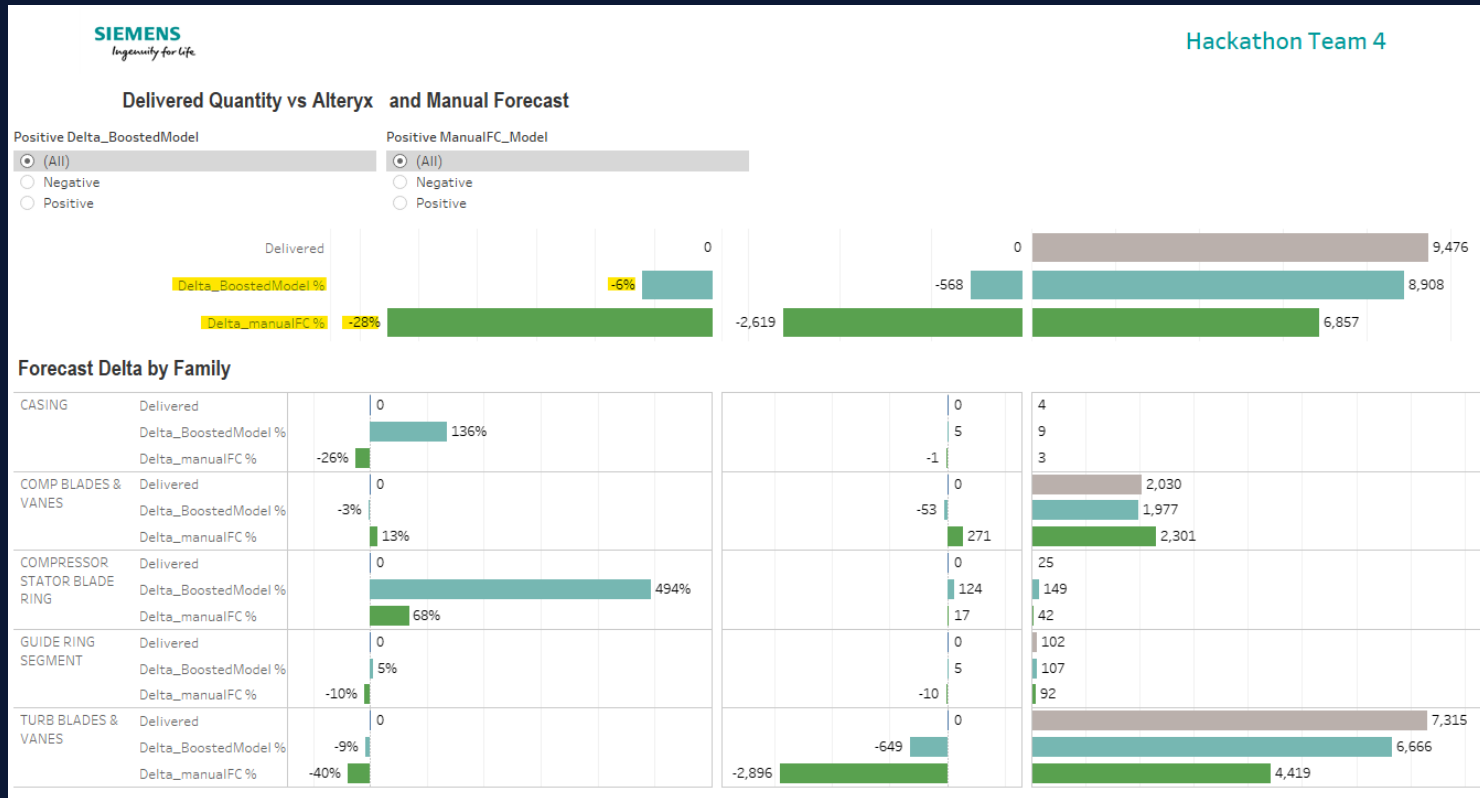 SIEMENS
Ingenuity for life
Hackathon Team 4
Delivered Quantity vs Alteryx and Manual Forecast
Positive Delta_BoostedModel
Positive ManualFC_Model
(All)
(All)
Negative
Negative
Positive
Positive
Delivered 0 0 9,476
Delta_BoostedModel % -6% -568 8,908
Delta_manualFC % -28% -2,619 6,857
Forecast Delta by Family
CASING Delivered 0 0 4
Delta_BoostedModel % 136% 5 9
Delta_manualFC % -26% -1 3
COMP BLADES & Delivered 0 0 2,030
VANES Delta_BoostedModel % -3% -53 1,977
Delta_manualFC % 13% 271 2,301
COMPRESSOR Delivered 0 0 25
STATOR BLADE Delta_BoostedModel % 494% 124 149
RING
Delta_manualFC % 68% 17 42
GUIDE RING Delivered 0 0 102
SEGMENT Delta_BoostedModel % 5% 5 107
Delta_manualFC % -10% -10 92
TURB BLADES & Delivered 0 0 7,315
VANES Delta_BoostedModel % -9% -649 6,666
Delta_manualFC % -40% -2,896 4,419